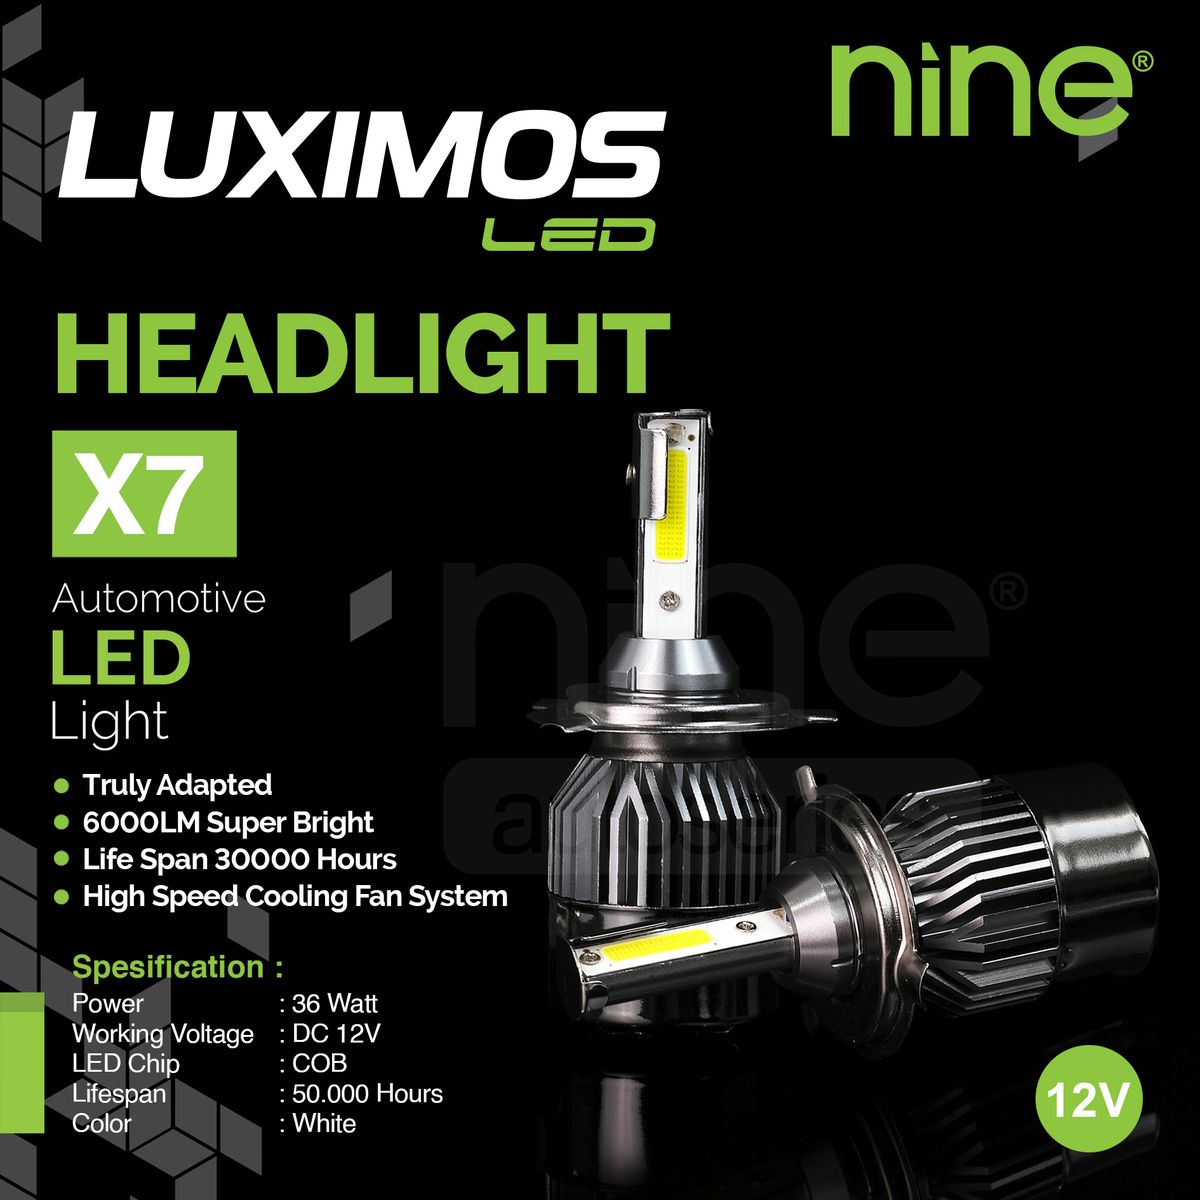 nine®
LUXIMOS
LED
HEADLIGHT
X7
Automotive
LED
Light
nine®
autoseries
Truly Adapted
6000LM Super Bright
Life Span 30000 Hours
High Speed Cooling Fan System
Spesification :
Power : 36 Watt
Working Voltage : DC 12V
LED Chip : COB
Lifespan : 50.000 Hours
Color : White
12V